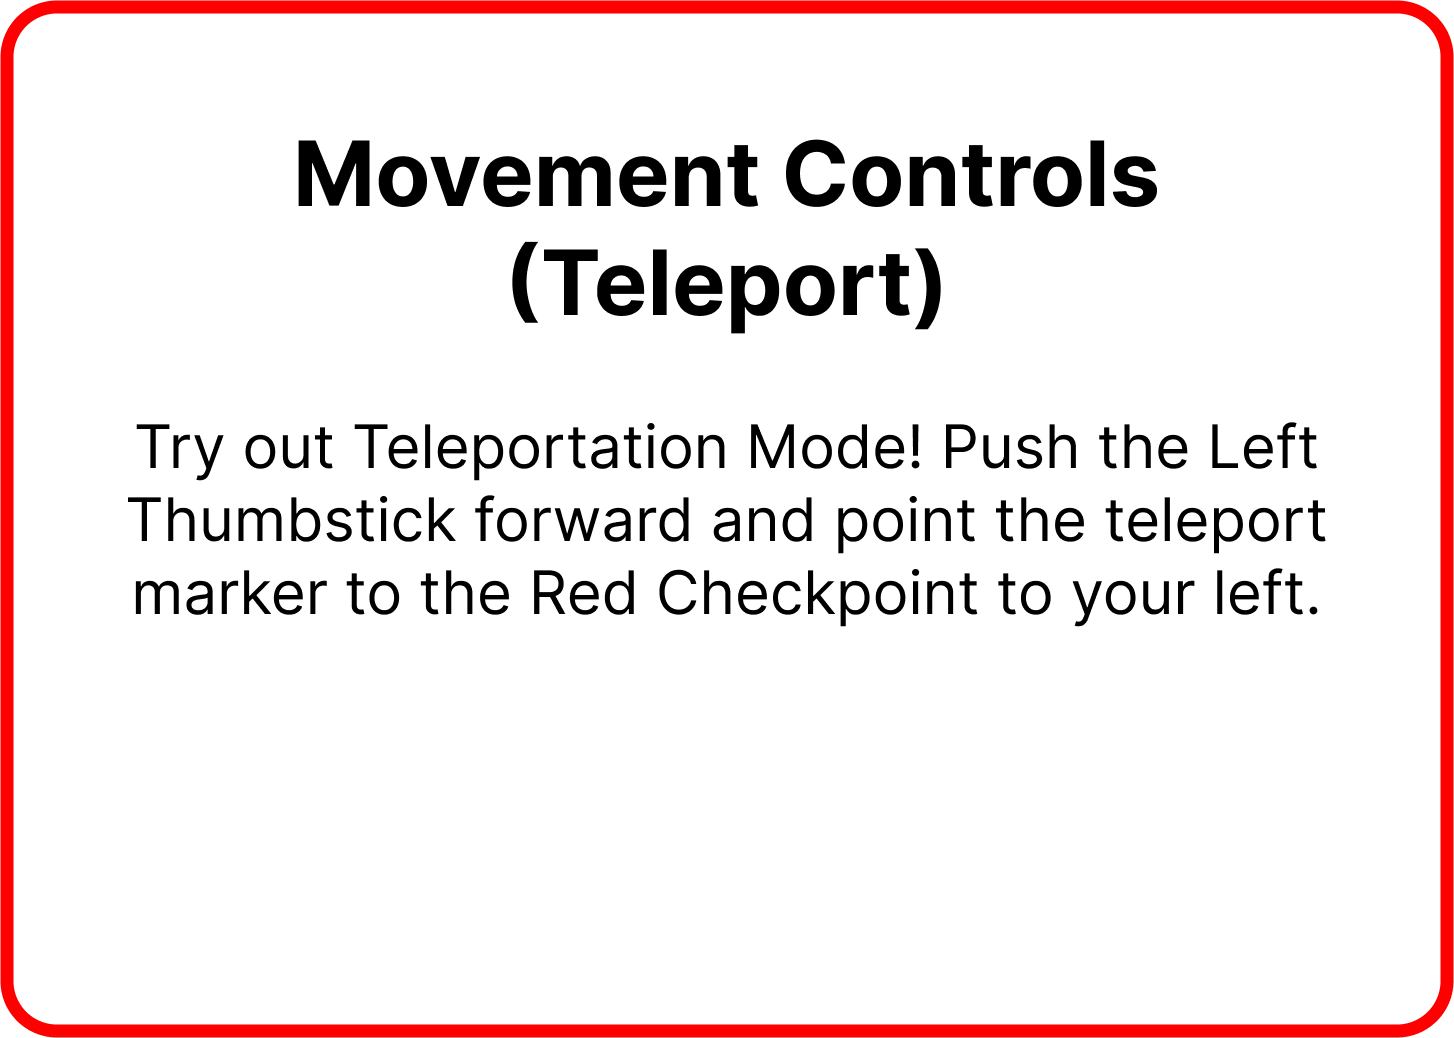 Movement Controls
(Teleport)
Try out Teleportation Mode! Push the Left
Thumbstick forward and point the teleport
marker to the Red Checkpoint to your left.